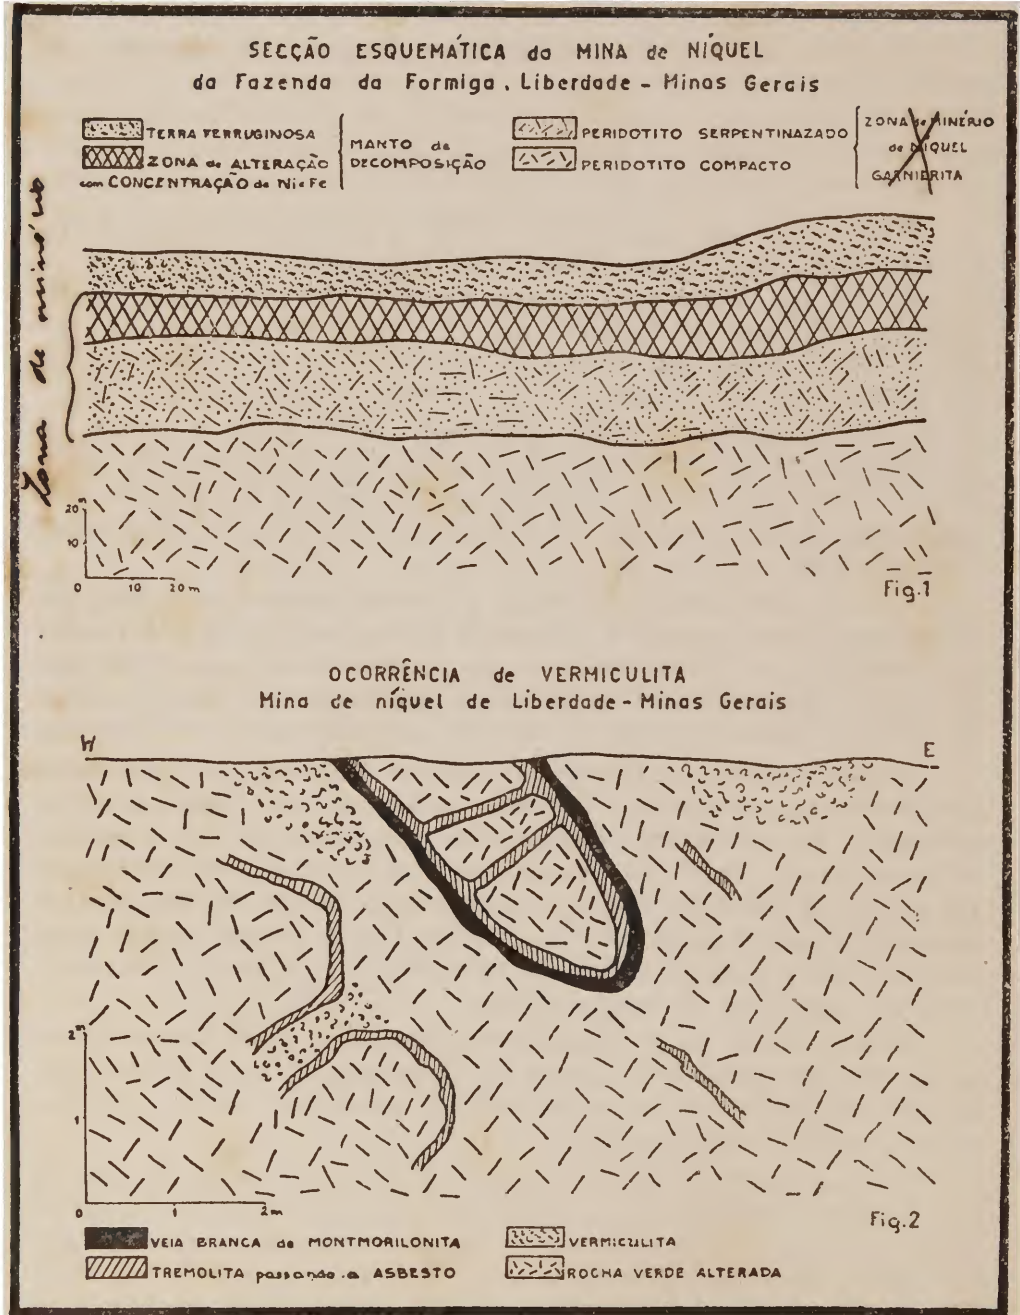 SECÇÃO ESQUEMÁTICA da MINA de NÍQUEL
da Fazenda da Formiga, Liberdade - Minas Gerais
TERRA FERRUGINOSA
ZONA de ALTERAÇÃO
com CONCENTRAÇÃO de Ni e Fe
MANTO de
DECOMPOSIÇÃO
PERIDOTITO SERPENTINAZADO
PERIDOTITO COMPACTO
ZONA de MINÉRIO
de NÍQUEL
GARNIERITA
Zona de minério
20m
10
0 10 20m
Fig.1
OCORRÊNCIA de VERMICULITA
Mina de níquel de Liberdade - Minas Gerais
W E
2m
1
0 1 2m
Fig.2
VEIA BRANCA de MONTMORILONITA
TREMOLITA passando a ASBESTO
VERMICULITA
ROCHA VERDE ALTERADA